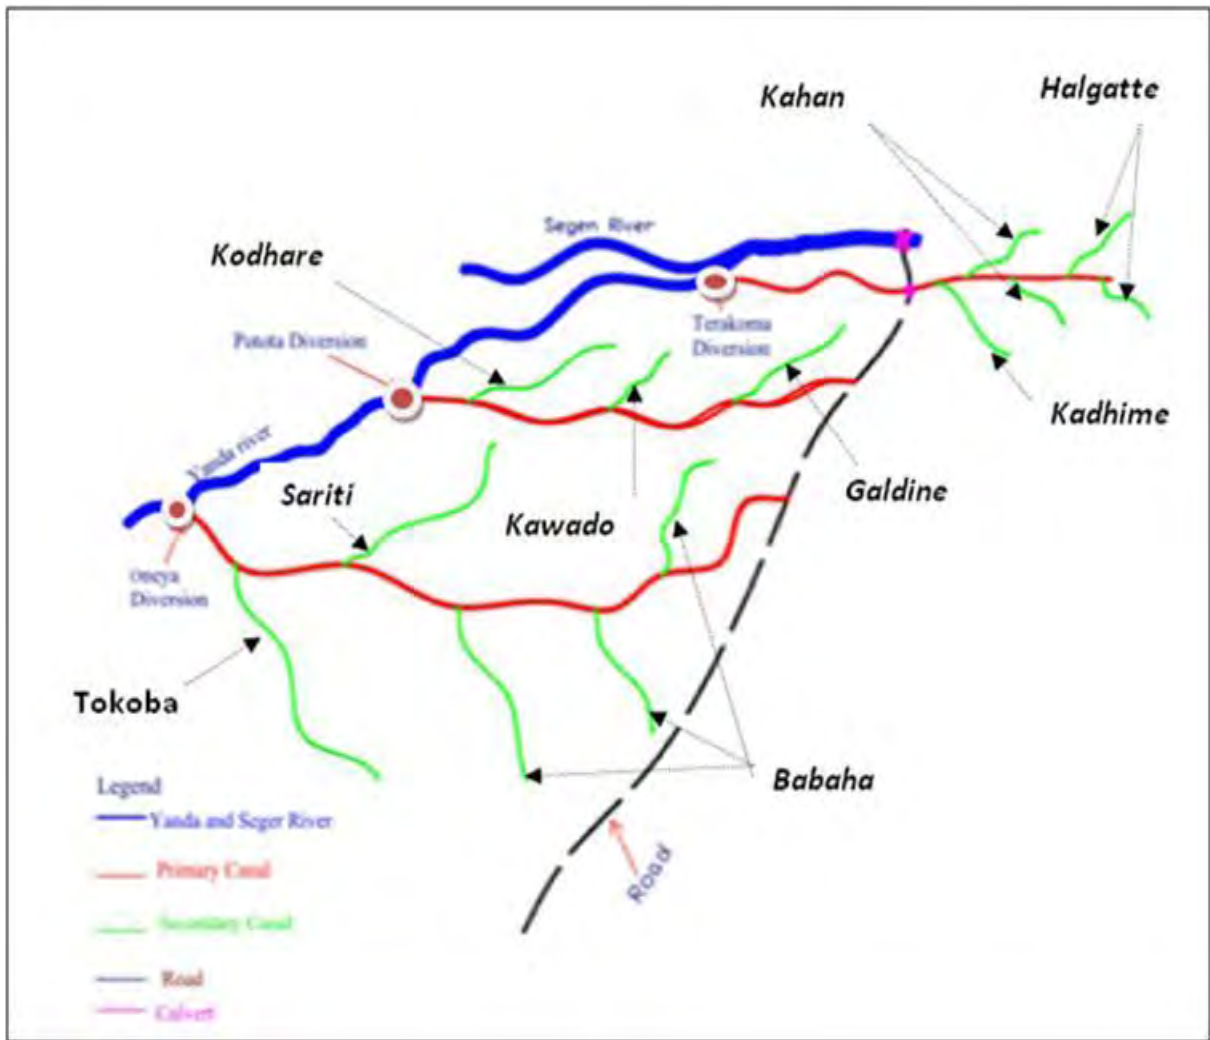 Kahan
Halgatte
Segen River
Kodhare
Terakoma
Diversion
Patota Diversion
Kadhime
Yanda river
Sariti
Galdine
Kawado
Oneya
Diversion
Tokoba
Babaha
Legend
Yanda and Seger River
Primary Canal
Secondary Canal
Road
Calvert
Road